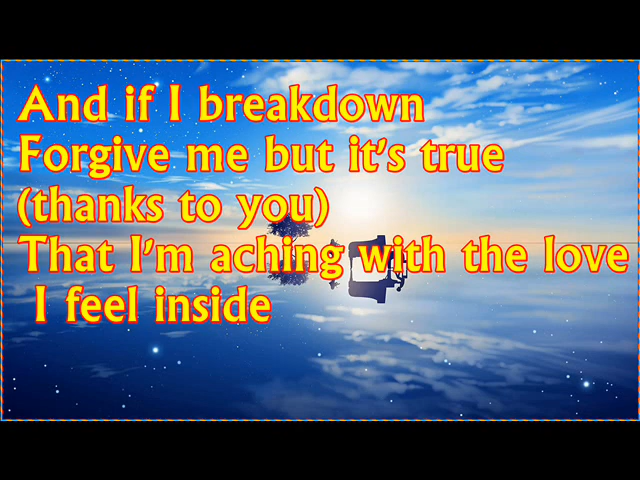 And if I breakdown
Forgive me but it's true
(thanks to you)
That I'm aching with the love
I feel inside